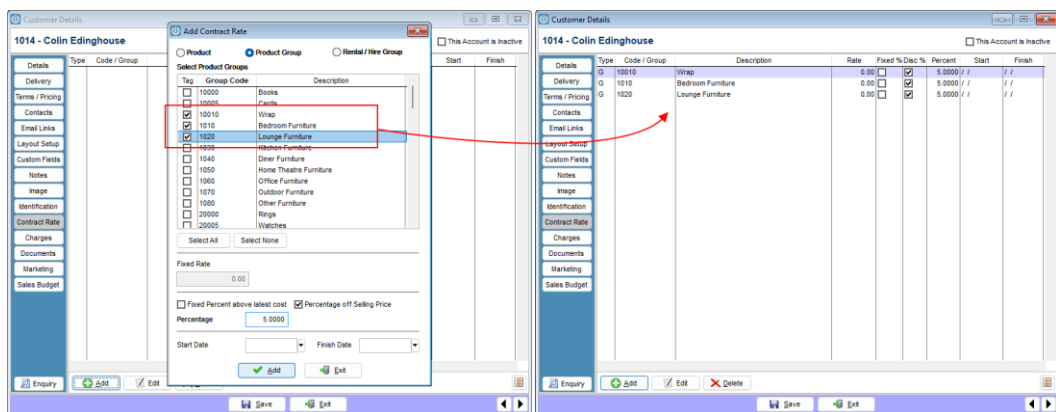 Customer Details
1014 - Colin Edinghouse
This Account is Inactive
Details
Delivery
Terms / Pricing
Contacts
Email Links
Layout Setup
Custom Fields
Notes
Image
Identification
Contract Rate
Charges
Documents
Marketing
Sales Budget
Enquiry
Type Code / Group Start Finish
Add Edit
Save Exit
Add Contract Rate
Product Product Group Rental / Hire Group
Select Product Groups
Tag Group Code Description
10000 Books
10005 Cards
10010 Wrap
1010 Bedroom Furniture
1020 Lounge Furniture
1030 Kitchen Furniture
1040 Diner Furniture
1050 Home Theatre Furniture
1060 Office Furniture
1070 Outdoor Furniture
1080 Other Furniture
20000 Rings
20005 Watches
Select All Select None
Fixed Rate
0.00
Fixed Percent above latest cost Percentage off Selling Price
Percentage 5.0000
Start Date Finish Date
Add Exit
Customer Details
1014 - Colin Edinghouse
This Account is Inactive
Details
Delivery
Terms / Pricing
Contacts
Email Links
Layout Setup
Custom Fields
Notes
Image
Identification
Contract Rate
Charges
Documents
Marketing
Sales Budget
Enquiry
Type Code / Group Description Rate Fixed % Disc % Percent Start Finish
G 10010 Wrap 0.00 5.0000 / / / /
G 1010 Bedroom Furniture 0.00 5.0000 / / / /
G 1020 Lounge Furniture 0.00 5.0000 / / / /
Add Edit Delete
Save Exit